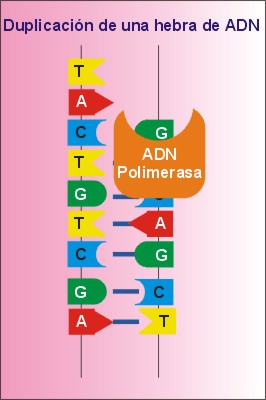 Duplicación de una hebra de ADN
T
A
C G
T ADN
Polimerasa
G
T A
C G
G C
A T